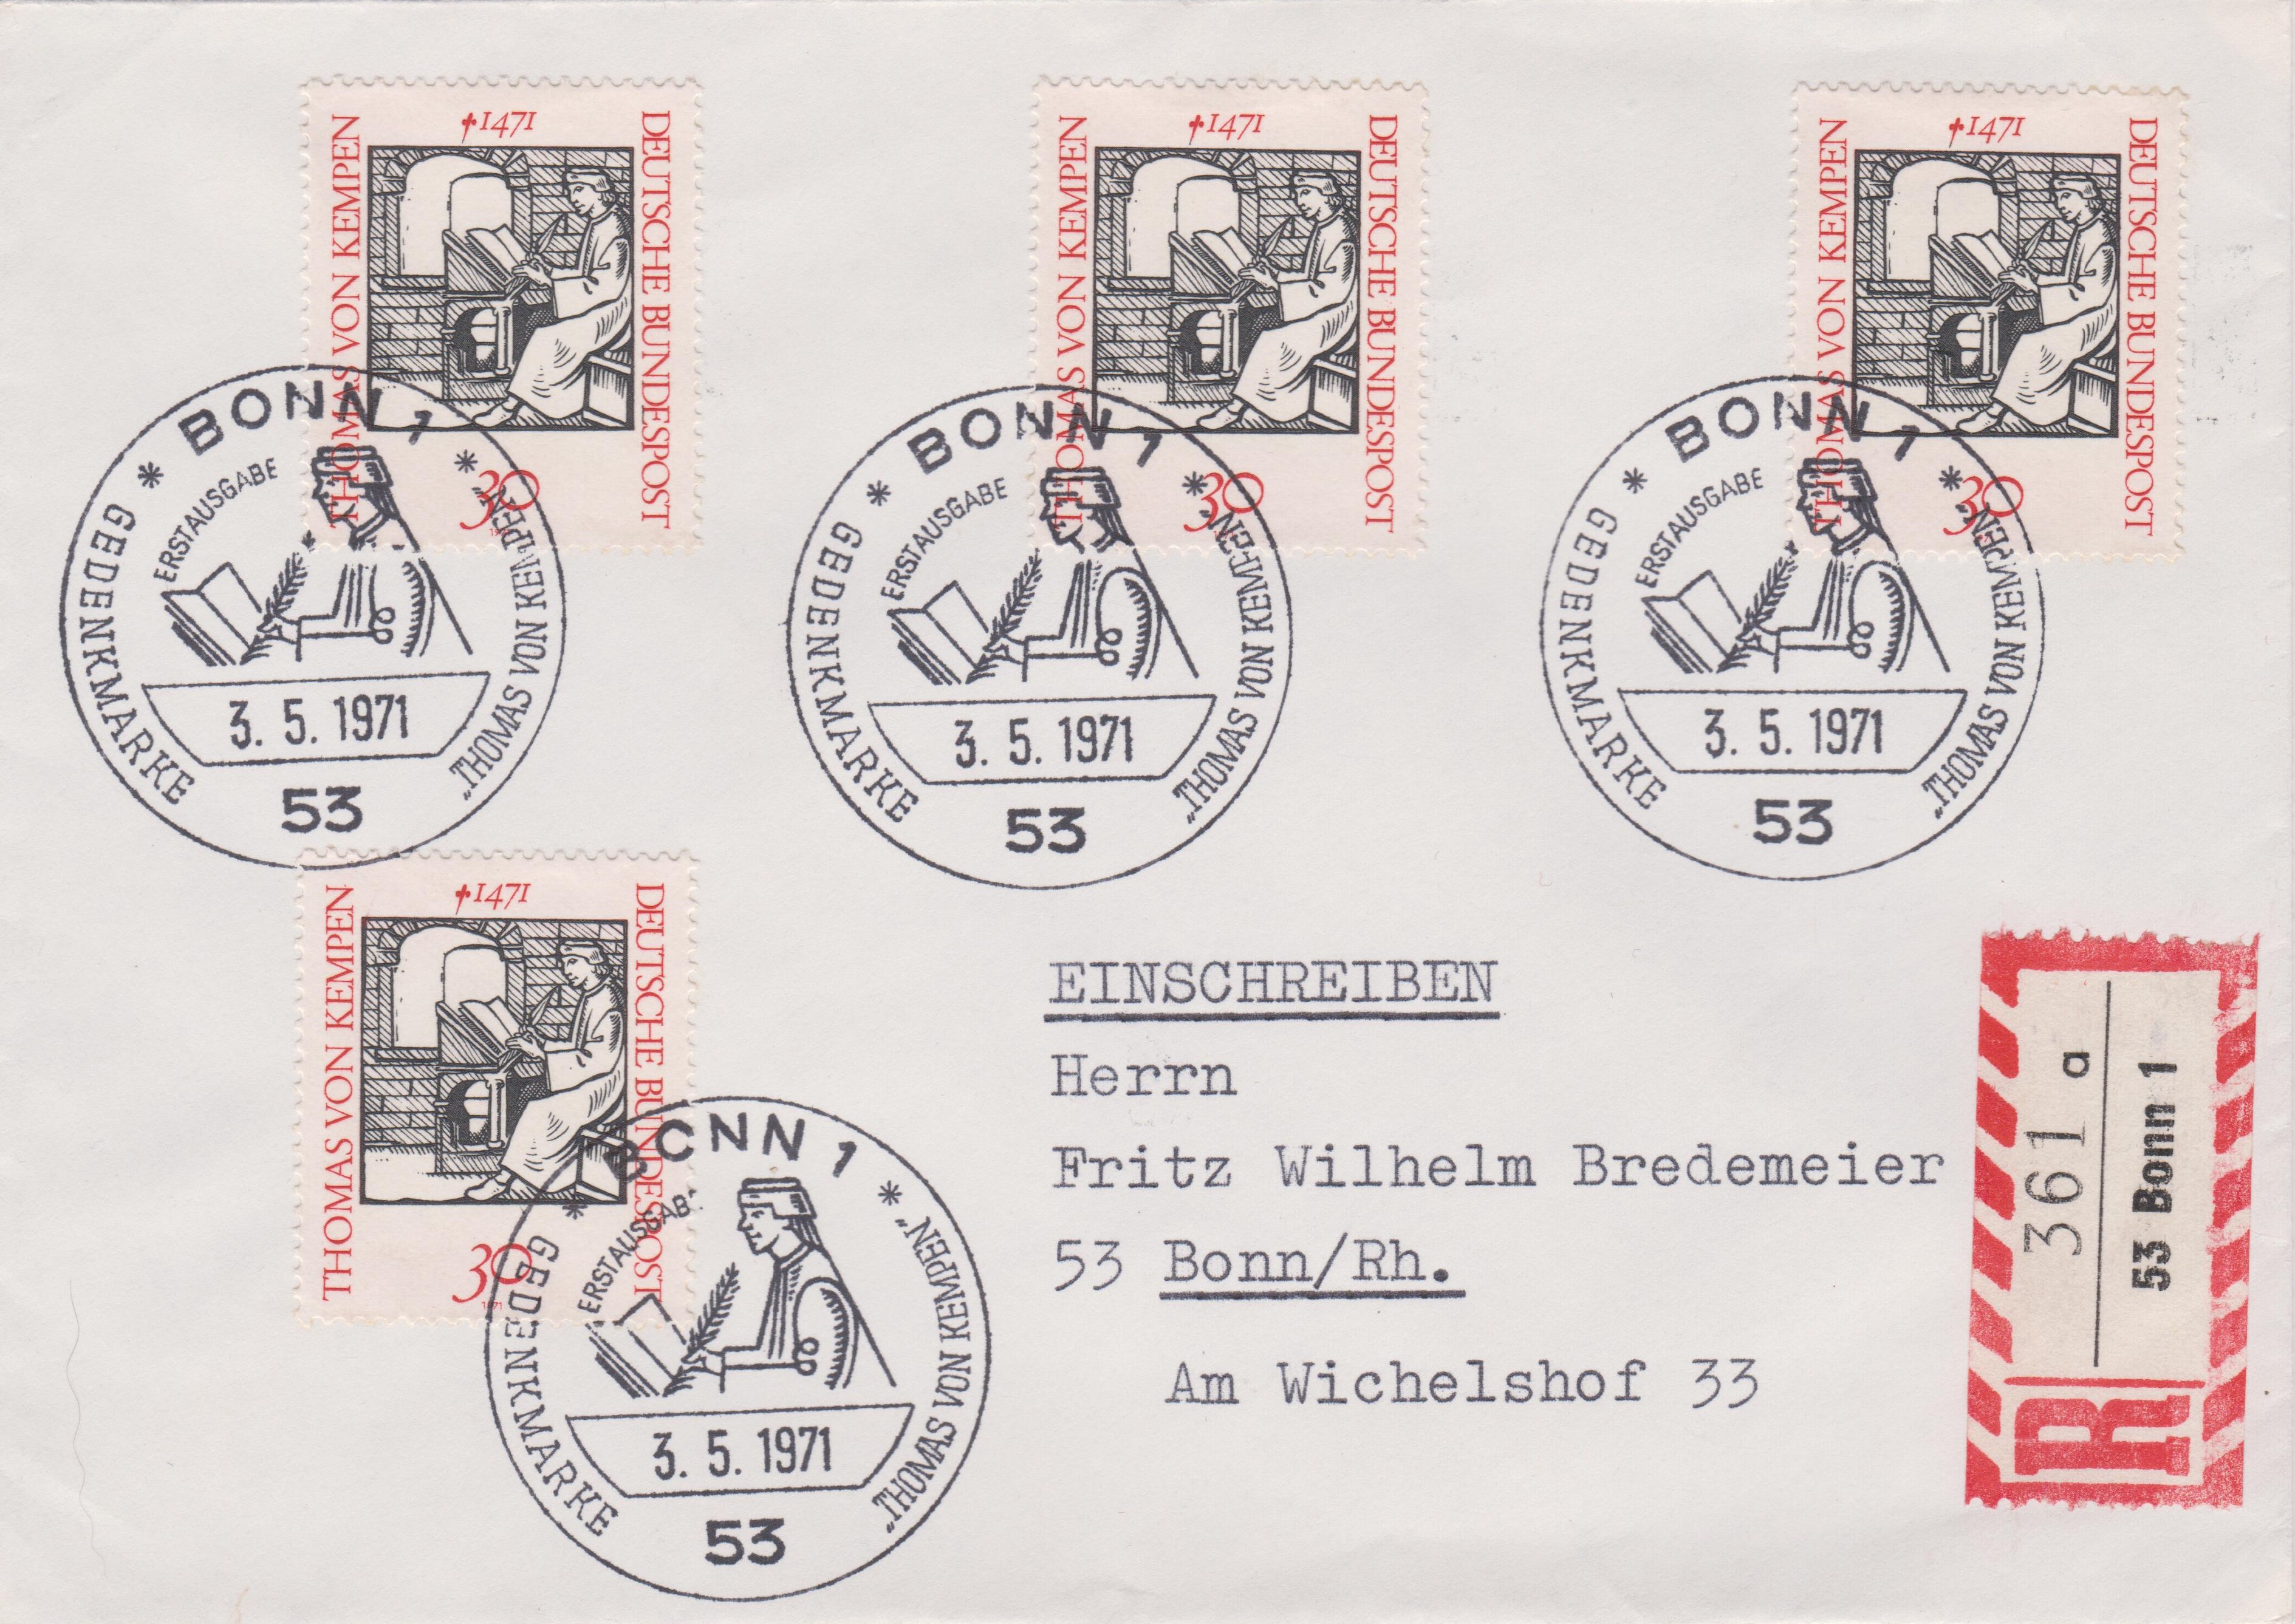 †1471
THOMAS VON KEMPEN
DEUTSCHE BUNDESPOST
30
†1471
THOMAS VON KEMPEN
DEUTSCHE BUNDESPOST
30
†1471
THOMAS VON KEMPEN
DEUTSCHE BUNDESPOST
30
* BONN 1 *
ERSTAUSGABE
GEDENKMARKE
„THOMAS VON KEMPEN“
3. 5. 1971
53
* BONN 1 *
ERSTAUSGABE
GEDENKMARKE
„THOMAS VON KEMPEN“
3. 5. 1971
53
* BONN 1 *
ERSTAUSGABE
GEDENKMARKE
„THOMAS VON KEMPEN“
3. 5. 1971
53
†1471
THOMAS VON KEMPEN
DEUTSCHE BUNDESPOST
30
1971
* BONN 1 *
ERSTAUSGABE
GEDENKMARKE
„THOMAS VON KEMPEN“
3. 5. 1971
53
EINSCHREIBEN
Herrn
Fritz Wilhelm Bredemeier
53 Bonn/Rh.
Am Wichelshof 33
R
361 a
53 Bonn 1